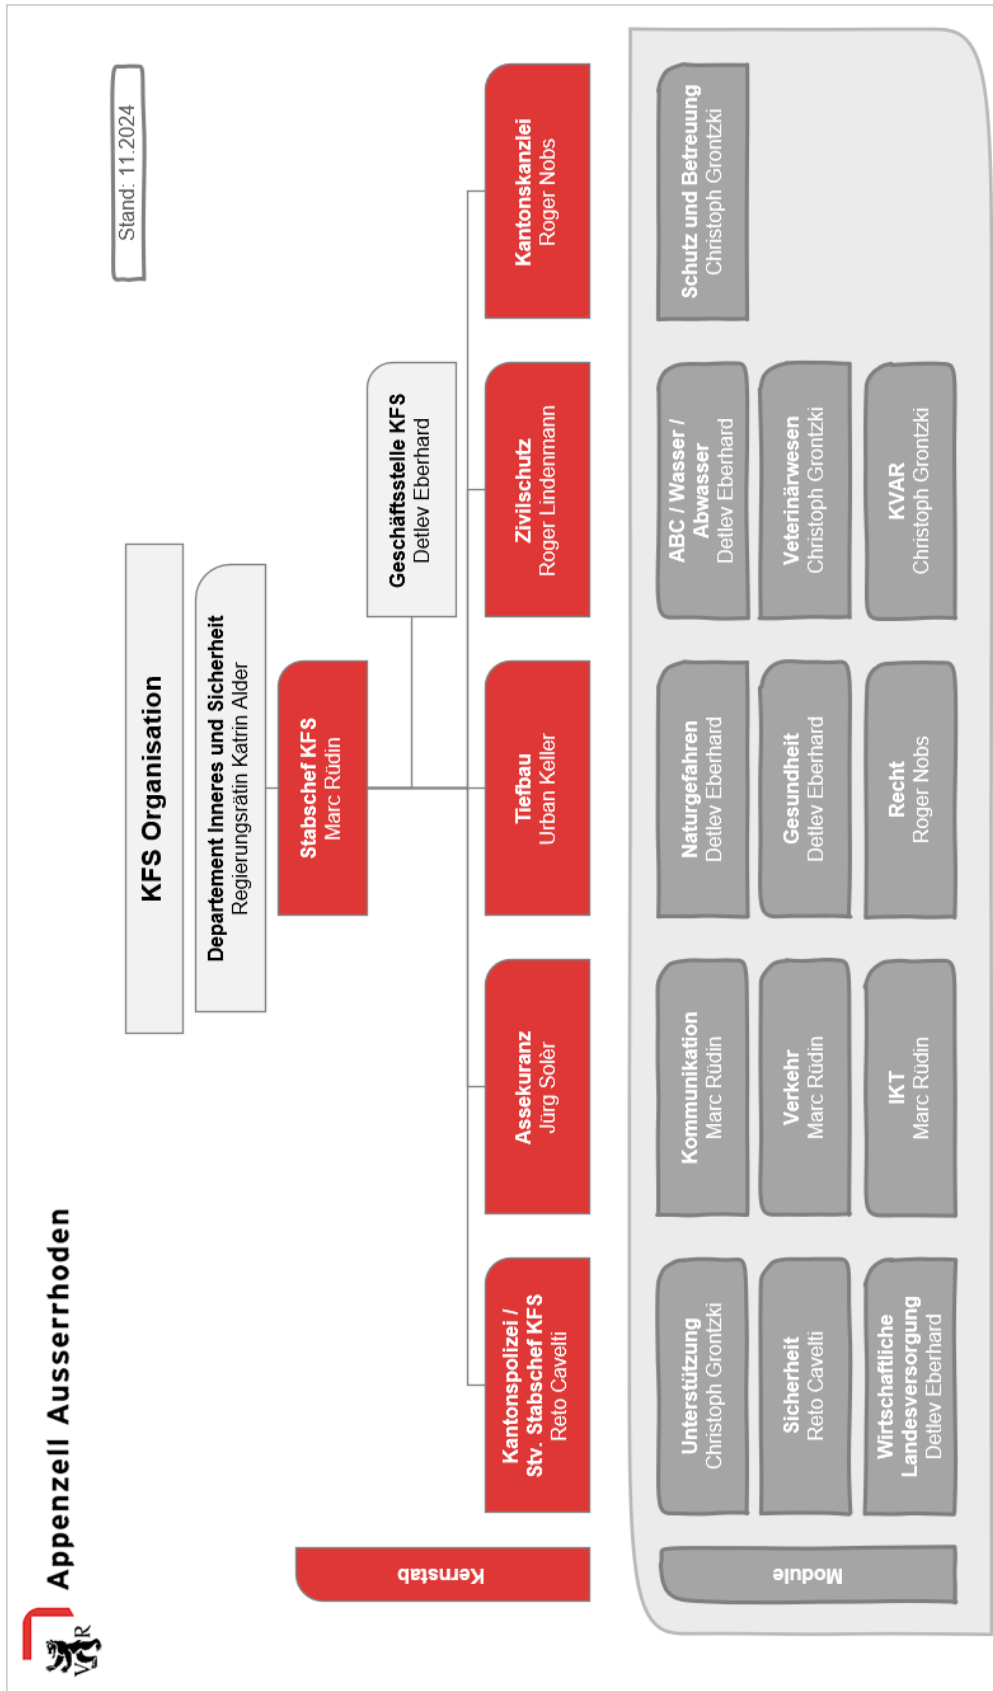 Appenzell Ausserrhoden
VR
Stand: 11.2024
KFS Organisation
Departement Inneres und Sicherheit
Regierungsrätin Katrin Alder
Stabschef KFS
Marc Rüdin
Geschäftsstelle KFS
Detlev Eberhard
Kernstab
Kantonspolizei /
Stv. Stabschef KFS
Reto Cavelti
Assekuranz
Jürg Solèr
Tiefbau
Urban Keller
Zivilschutz
Roger Lindenmann
Kantonskanzlei
Roger Nobs
Module
Unterstützung
Christoph Grontzki
Kommunikation
Marc Rüdin
Naturgefahren
Detlev Eberhard
ABC / Wasser /
Abwasser
Detlev Eberhard
Schutz und Betreuung
Christoph Grontzki
Sicherheit
Reto Cavelti
Verkehr
Marc Rüdin
Gesundheit
Detlev Eberhard
Veterinärwesen
Christoph Grontzki
Wirtschaftliche
Landesversorgung
Detlev Eberhard
IKT
Marc Rüdin
Recht
Roger Nobs
KVAR
Christoph Grontzki